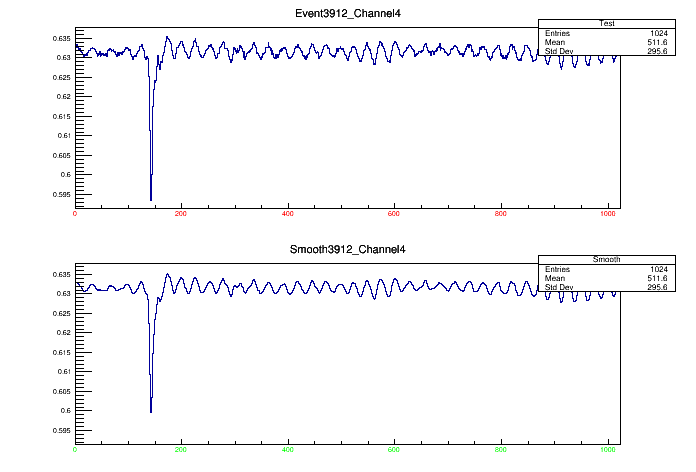 Event3912_Channel4
Test
Entries 1024
Mean 511.6
Std Dev 295.6
0.635
0.63
0.625
0.62
0.615
0.61
0.605
0.6
0.595
0 200 400 600 800 1000
Smooth3912_Channel4
Smooth
Entries 1024
Mean 511.6
Std Dev 295.6
0.635
0.63
0.625
0.62
0.615
0.61
0.605
0.6
0.595
0 200 400 600 800 1000